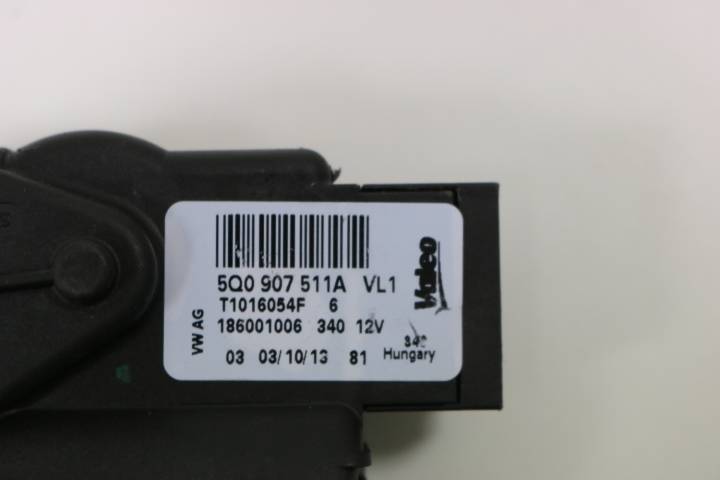 5Q0 907 511A VL1
T1016054F 6
186001006 340 12V
03 03/10/13 81
VW AG
Valeo
Hungary